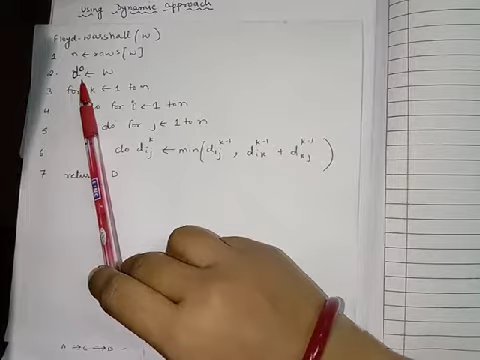 using Dynamic approach
Floyd-warshall (W)
1 n ← rows [W]
2. d⁰ ← W
3 for k ← 1 to n
4 do for i ← 1 to n
5 do for j ← 1 to n
6 do dᵢⱼᵏ ← min (dᵢⱼᵏ⁻¹, dᵢₖᵏ⁻¹ + dₖⱼᵏ⁻¹)
7 D